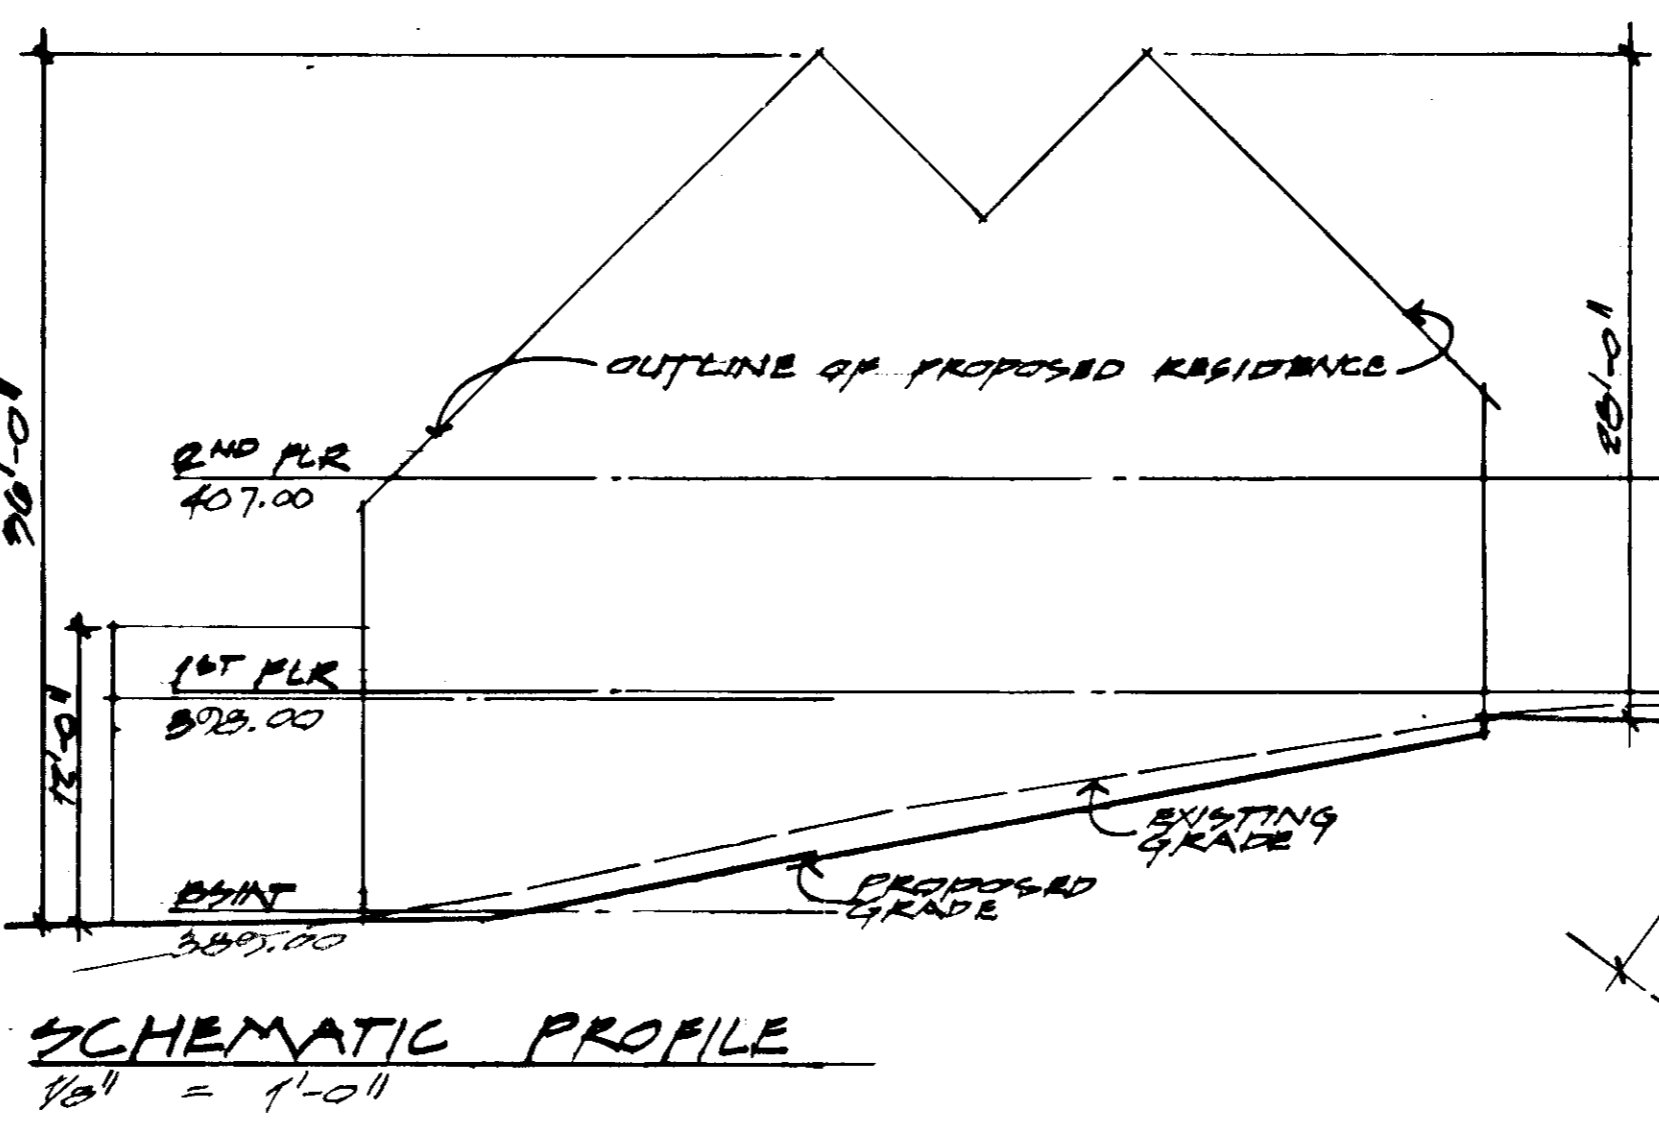 36'-0"
OUTLINE OF PROPOSED RESIDENCE
28'-0"
2ND FLR
407.00
12'-0"
1ST FLR
398.00
EXISTING
GRADE
PROPOSED
GRADE
BSMT
389.00
SCHEMATIC PROFILE
1/8" = 1'-0"